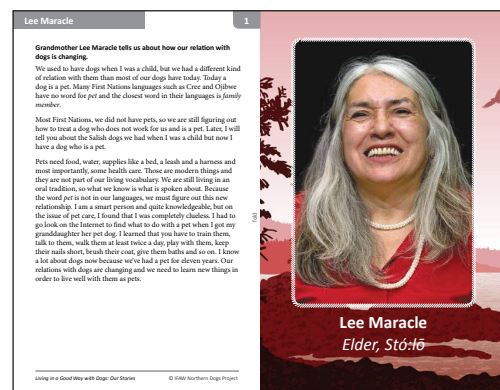 Lee Maracle
1
Grandmother Lee Maracle tells us about how our relation with
dogs is changing.
We used to have dogs when I was a child, but we had a different kind
of relation with them than most of our dogs have today. Today a
dog is a pet. Many First Nations languages such as Cree and Ojibwe
have no word for pet and the closest word in their languages is family
member.
Most First Nations, we did not have pets, so we are still figuring out
how to treat a dog who does not work for us and is a pet. Later, I will
tell you about the Salish dogs we had when I was a child but now I
have a dog who is a pet.
Pets need food, water, supplies like a bed, a leash and a harness and
most importantly, some health care. Those are modern things and
they are not part of our living vocabulary. We are still living in an
oral tradition, so what we know is what is spoken about. Because
the word pet is not in our languages, we must figure out this new
relationship. I am a smart person and quite knowledgeable, but on
the issue of pet care, I found that I was completely clueless. I had to
go look on the Internet to find what to do with a pet when I got my
granddaughter her pet dog. I learned that you have to train them,
talk to them, walk them at least twice a day, play with them, keep
their nails short, brush their coat, give them baths and so on. I know
a lot about dogs now because we've had a pet for eleven years. Our
relations with dogs are changing and we need to learn new things in
order to live well with them as pets.
Living in a Good Way with Dogs: Our Stories
© IFAW Northern Dogs Project
fold
Lee Maracle
Elder, Stó:lō